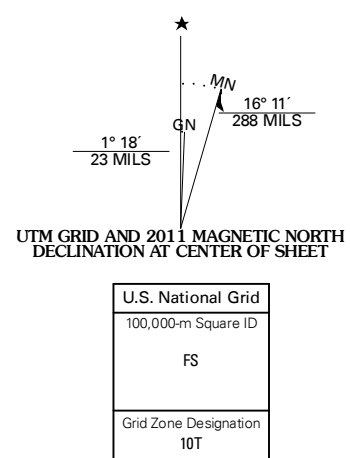 ★
MN
GN
16° 11´
288 MILS
1° 18´
23 MILS
UTM GRID AND 2011 MAGNETIC NORTH
DECLINATION AT CENTER OF SHEET
U.S. National Grid
100,000-m Square ID
FS
Grid Zone Designation
10T